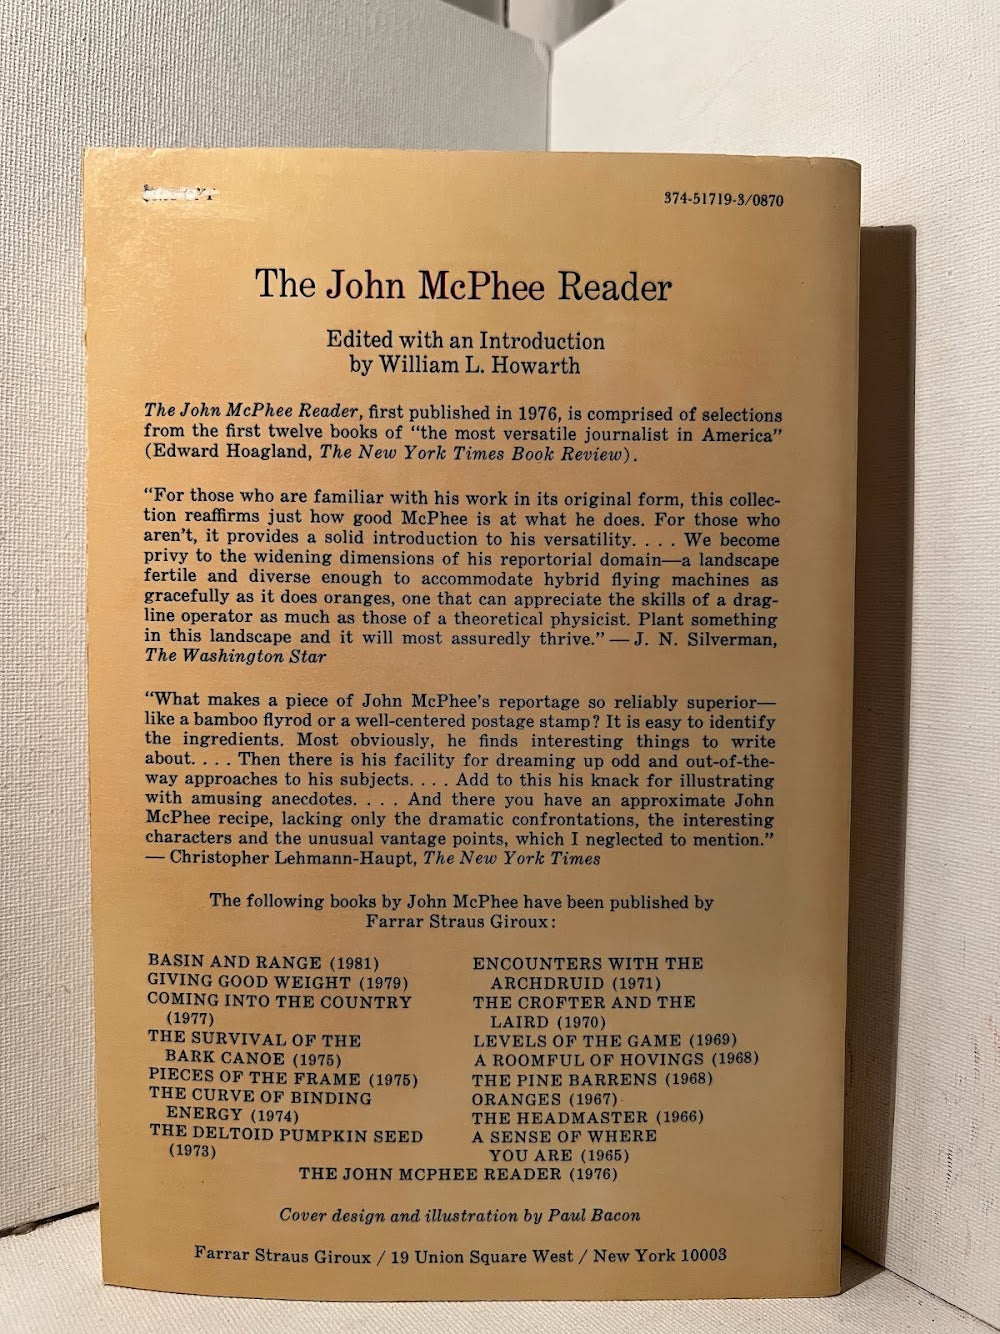 374-51719-3/0870
The John McPhee Reader
Edited with an Introduction
by William L. Howarth
The John McPhee Reader, first published in 1976, is comprised of selections
from the first twelve books of “the most versatile journalist in America”
(Edward Hoagland, The New York Times Book Review).
“For those who are familiar with his work in its original form, this collec-
tion reaffirms just how good McPhee is at what he does. For those who
aren’t, it provides a solid introduction to his versatility. . . . We become
privy to the widening dimensions of his reportorial domain—a landscape
fertile and diverse enough to accommodate hybrid flying machines as
gracefully as it does oranges, one that can appreciate the skills of a drag-
line operator as much as those of a theoretical physicist. Plant something
in this landscape and it will most assuredly thrive.” — J. N. Silverman,
The Washington Star
“What makes a piece of John McPhee’s reportage so reliably superior—
like a bamboo flyrod or a well-centered postage stamp? It is easy to identify
the ingredients. Most obviously, he finds interesting things to write
about. . . . Then there is his facility for dreaming up odd and out-of-the-
way approaches to his subjects. . . . Add to this his knack for illustrating
with amusing anecdotes. . . . And there you have an approximate John
McPhee recipe, lacking only the dramatic confrontations, the interesting
characters and the unusual vantage points, which I neglected to mention.”
— Christopher Lehmann-Haupt, The New York Times
The following books by John McPhee have been published by
Farrar Straus Giroux:
BASIN AND RANGE (1981)
GIVING GOOD WEIGHT (1979)
COMING INTO THE COUNTRY
(1977)
THE SURVIVAL OF THE
BARK CANOE (1975)
PIECES OF THE FRAME (1975)
THE CURVE OF BINDING
ENERGY (1974)
THE DELTOID PUMPKIN SEED
(1973)
ENCOUNTERS WITH THE
ARCHDRUID (1971)
THE CROFTER AND THE
LAIRD (1970)
LEVELS OF THE GAME (1969)
A ROOMFUL OF HOVINGS (1968)
THE PINE BARRENS (1968)
ORANGES (1967)
THE HEADMASTER (1966)
A SENSE OF WHERE
YOU ARE (1965)
THE JOHN MCPHEE READER (1976)
Cover design and illustration by Paul Bacon
Farrar Straus Giroux / 19 Union Square West / New York 10003